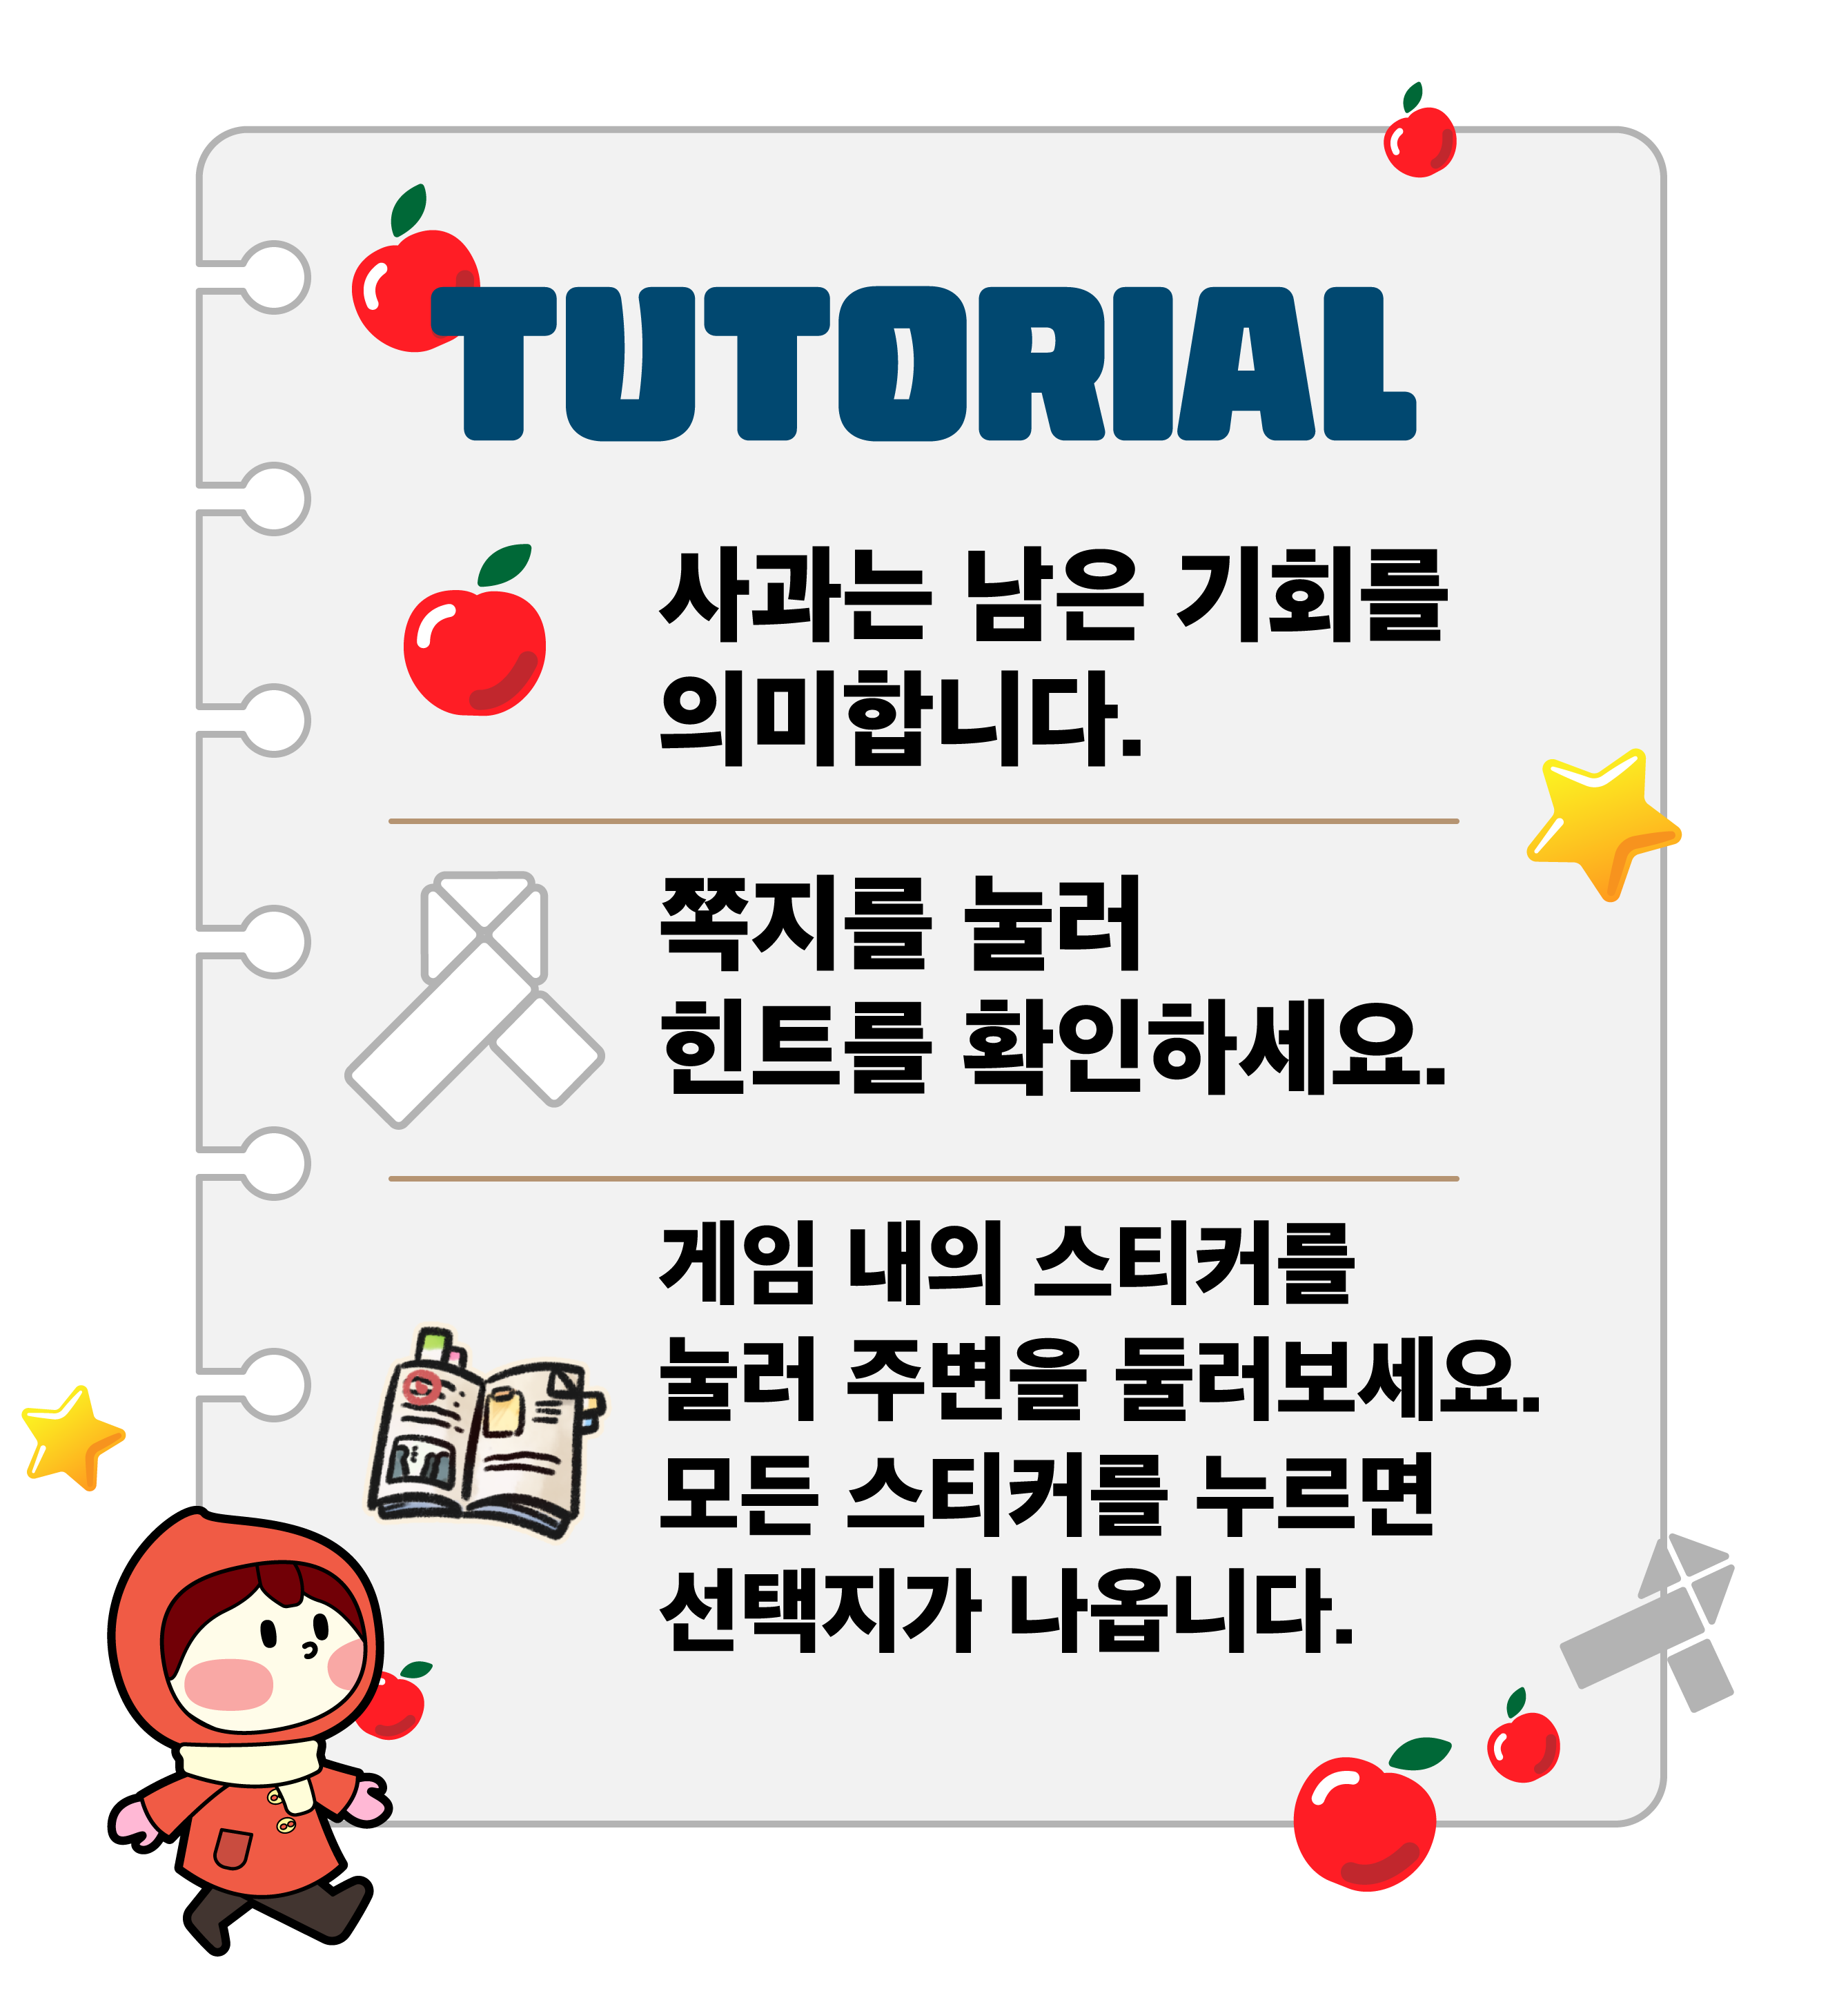 TUTORIAL
사과는 남은 기회를
의미합니다.
쪽지를 눌러
힌트를 확인하세요.
게임 내의 스티커를
눌러 주변을 둘러보세요.
모든 스티커를 누르면
선택지가 나옵니다.